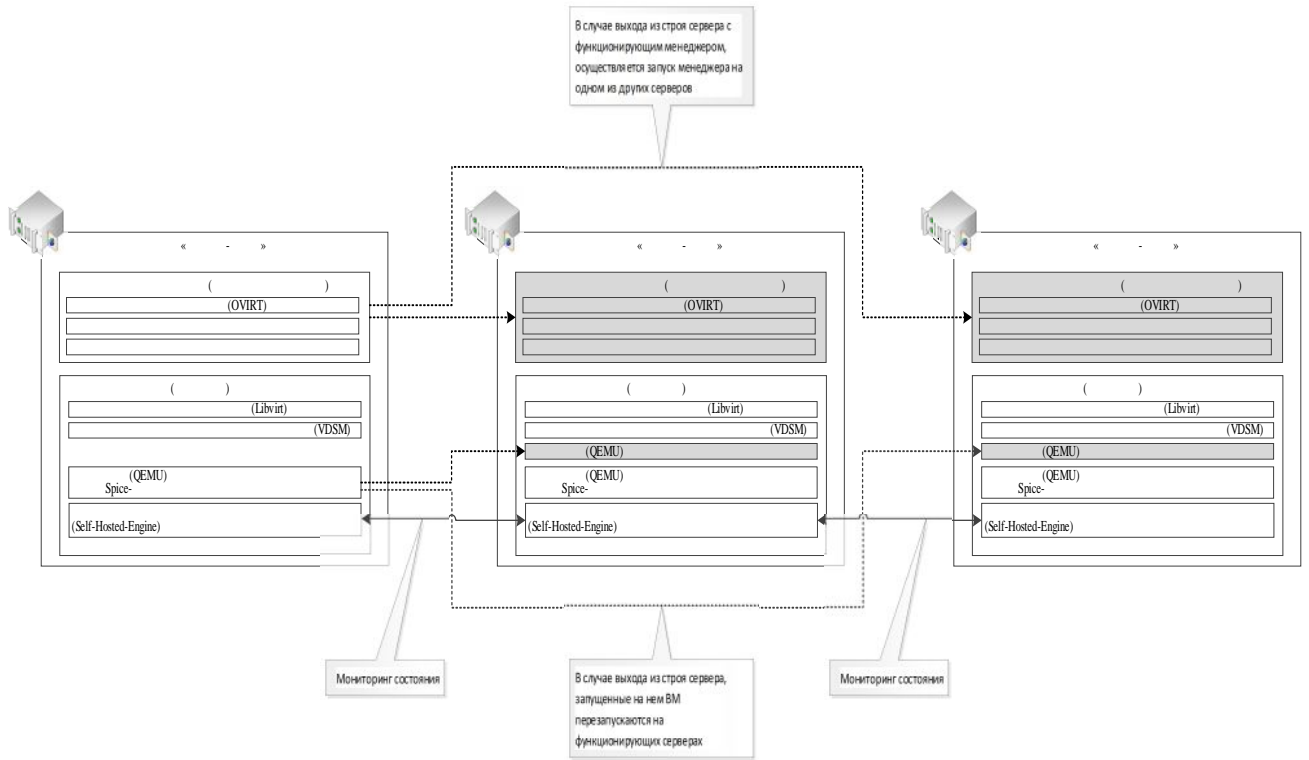 В случае выхода из строя сервера с
функционирующим менеджером,
осуществляется запуск менеджера на
одном из других серверов
« - »
( )
(OVIRT)
( )
(Libvirt)
(VDSM)
(QEMU)
Spice-
(Self-Hosted-Engine)
« - »
( )
(OVIRT)
( )
(Libvirt)
(VDSM)
(QEMU)
(QEMU)
Spice-
(Self-Hosted-Engine)
« - »
( )
(OVIRT)
( )
(Libvirt)
(VDSM)
(QEMU)
(QEMU)
Spice-
(Self-Hosted-Engine)
Мониторинг состояния
В случае выхода из строя сервера,
запущенные на нем ВМ
перезапускаются на
функционирующих серверах
Мониторинг состояния